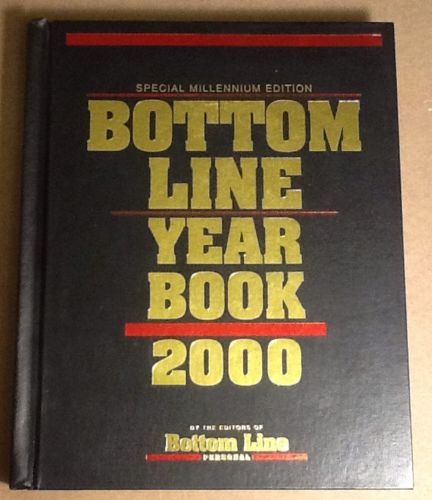 SPECIAL MILLENNIUM EDITION
BOTTOM
LINE
YEAR
BOOK
2000
BY THE EDITORS OF
Bottom Line
PERSONAL